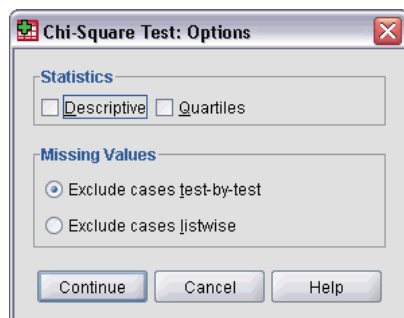 Chi-Square Test: Options
Statistics
Descriptive Quartiles
Missing Values
Exclude cases test-by-test
Exclude cases listwise
Continue Cancel Help